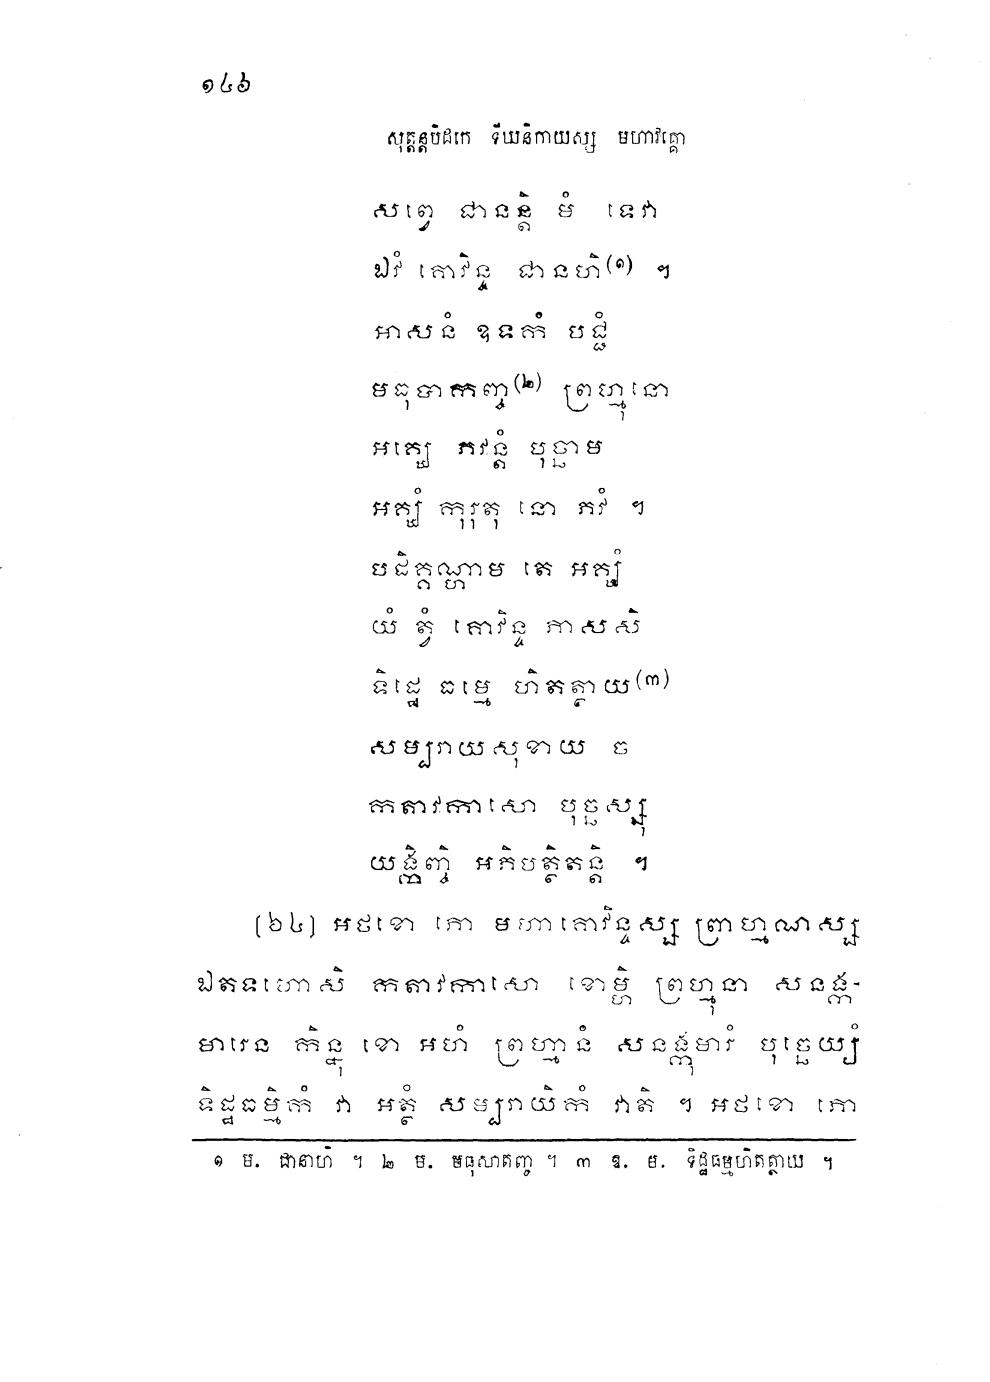 ១៤៦
សុត្តន្តបិដកេ ទីឃនិកាយស្ស មហាវគ្គោ
សព្វេ ជានន្តិ មំ ទេវា
ឯវំ គោវិន្ទ ជានហិ(១) ។
អាសនំ ឧទកំ បជ្ជំ
មធុបាកញ្ច(២) ព្រហ្មុនោ
អគ្ឃេ ភវន្តំ បុច្ឆាម
អគ្ឃំ កុរុតុ នោ ភវំ ។
បដិគ្គណ្ហាម តេ អគ្ឃំ
យំ ត្វំ គោវិន្ទ ភាសសិ
ទិដ្ឋេ ធម្មេ ហិតត្ថាយ(៣)
សម្បរាយសុខាយ ច
កតាវកាសោ បុច្ឆស្សុ
យង្កិញ្ចិ អភិបត្ថិតន្តិ ។
(៦៤) អថខោ ភោ មហាគោវិន្ទស្ស ព្រាហ្មណស្ស
ឯតទហោសិ កតាវកាសោ ខោម្ហិ ព្រហ្មុនា សនង្កុ-
មារេន កិន្នុ ខោ អហំ ព្រហ្មានំ សនង្កុមារំ បុច្ឆេយ្យំ
ទិដ្ឋធម្មិកំ វា អត្ថំ សម្បរាយិកំ វាតិ ។ អថខោ ភោ
១ ម. ជានាហិ ។ ២ ម. មធុសាកញ្ច ។ ៣ ឱ. ម. ទិដ្ឋធម្មហិតត្ថាយ ។